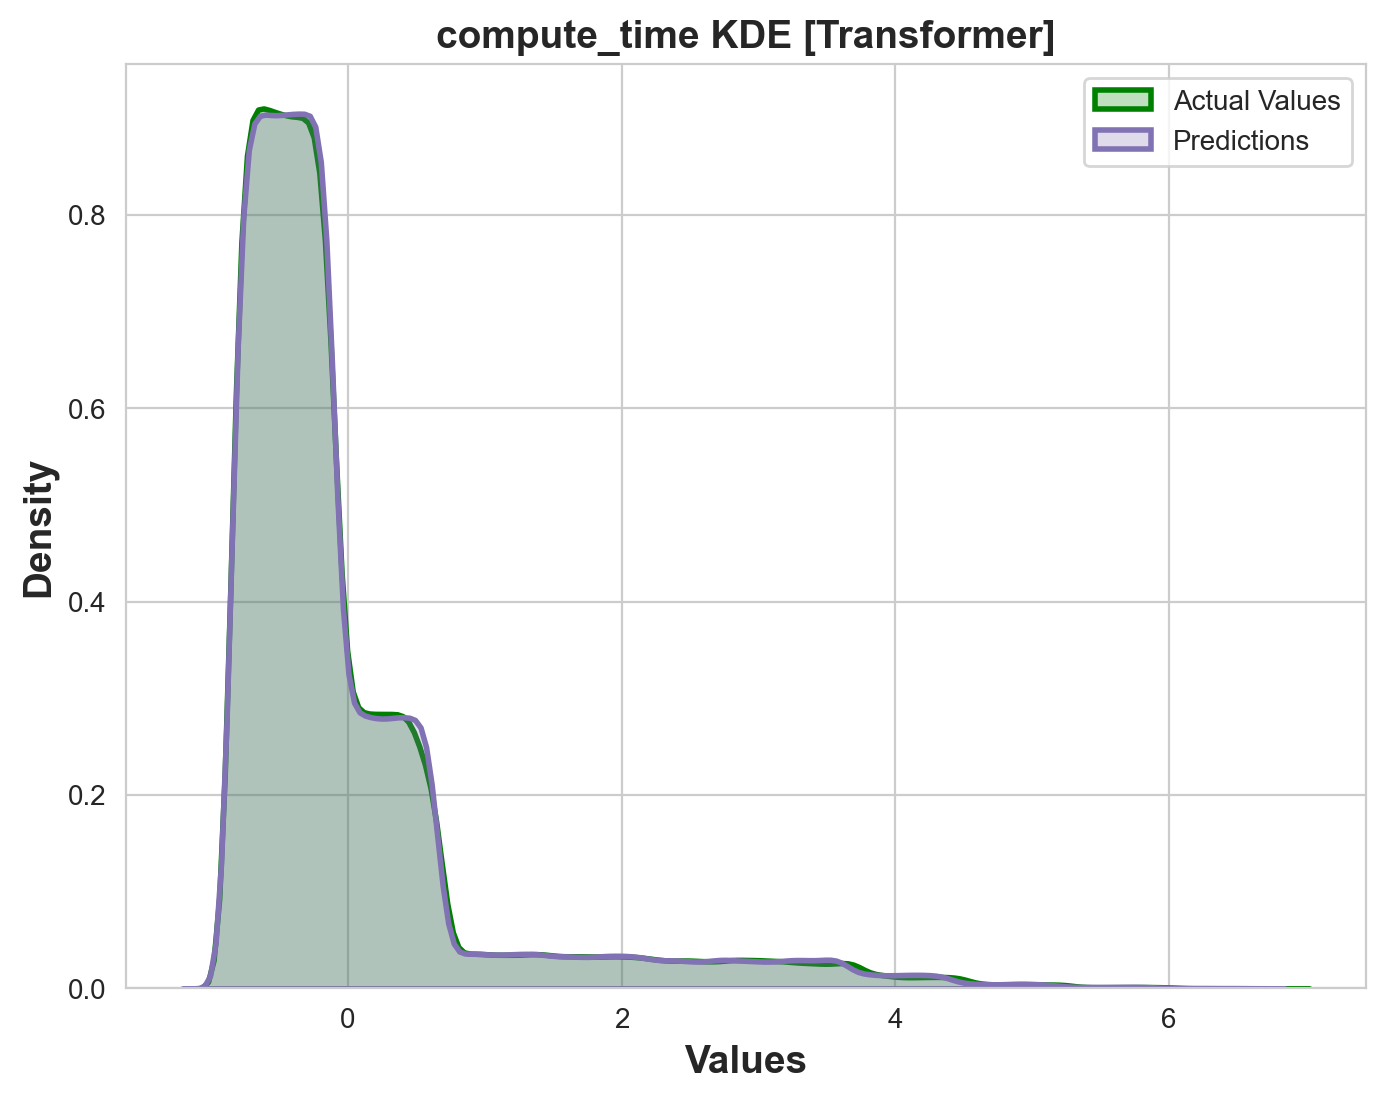 compute_time KDE [Transformer]
Actual Values
Predictions
0.8
0.6
0.4
0.2
0.0
Density
0 2 4 6
Values